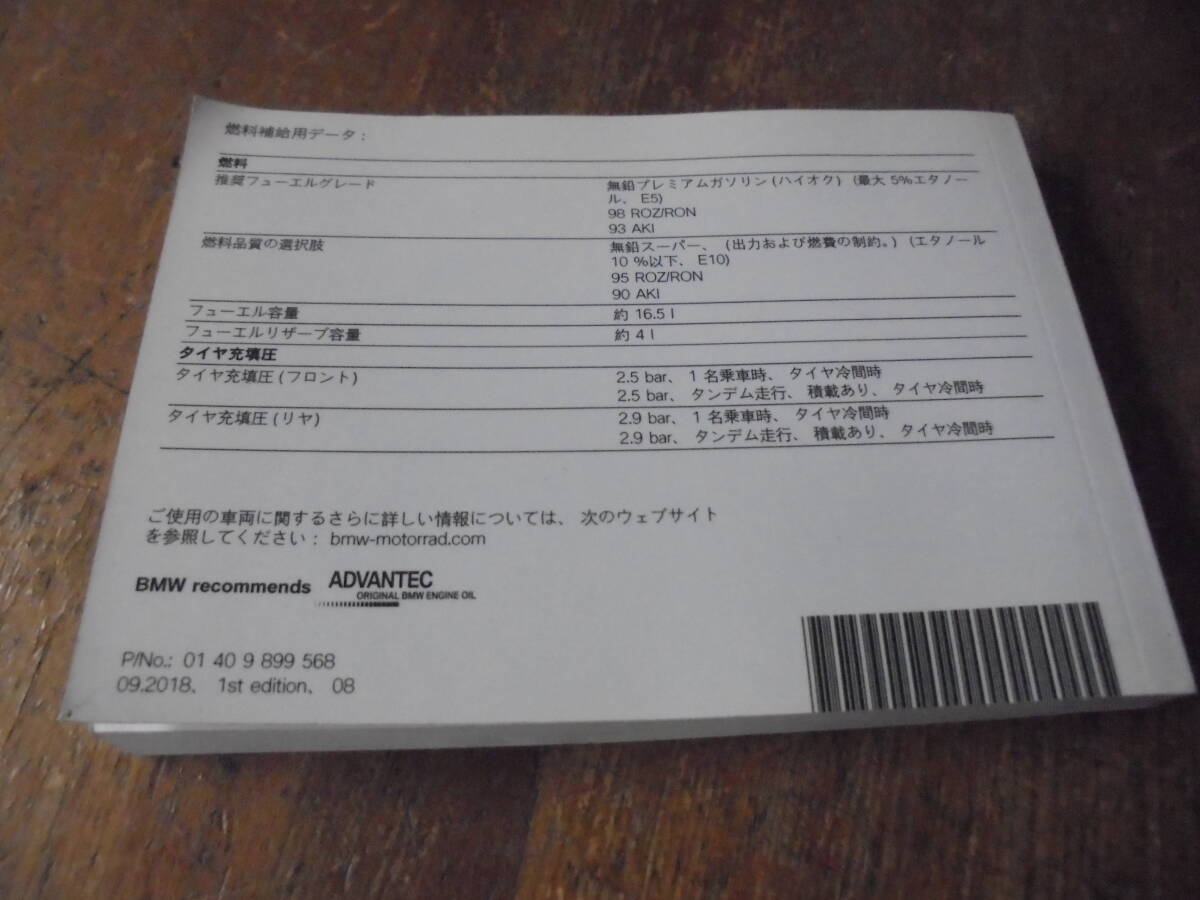 燃料補給用データ :
燃料
推奨フューエルグレード
無鉛プレミアムガソリン (ハイオク) (最大 5%エタノー
ル、 E5)
98 ROZ/RON
93 AKI
燃料品質の選択肢
無鉛スーパー、 (出力および燃費の制約。) (エタノール
10 %以下、 E10)
95 ROZ/RON
90 AKI
フューエル容量
約 16.5 l
フューエルリザーブ容量
約 4 l
タイヤ充填圧
タイヤ充填圧 (フロント)
2.5 bar、 1 名乗車時、 タイヤ冷間時
2.5 bar、 タンデム走行、 積載あり、 タイヤ冷間時
タイヤ充填圧 (リヤ)
2.9 bar、 1 名乗車時、 タイヤ冷間時
2.9 bar、 タンデム走行、 積載あり、 タイヤ冷間時
ご使用の車両に関するさらに詳しい情報については、 次のウェブサイト
を参照してください : bmw-motorrad.com
BMW recommends
ADVANTEC
ORIGINAL BMW ENGINE OIL
P/No.: 01 40 9 899 568
09.2018、 1st edition、 08